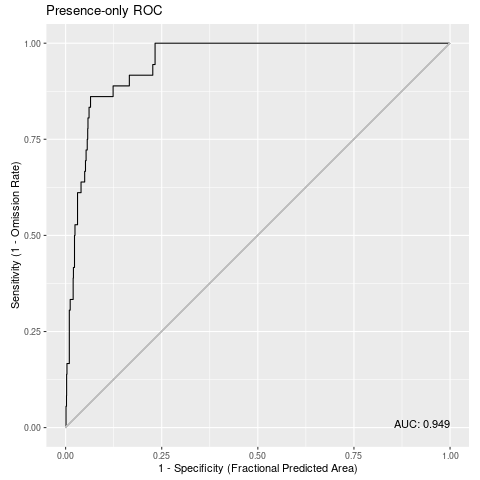 Presence-only ROC
Sensitivity (1 - Omission Rate)
1.00
0.75
0.50
0.25
0.00
AUC: 0.949
0.00 0.25 0.50 0.75 1.00
1 - Specificity (Fractional Predicted Area)